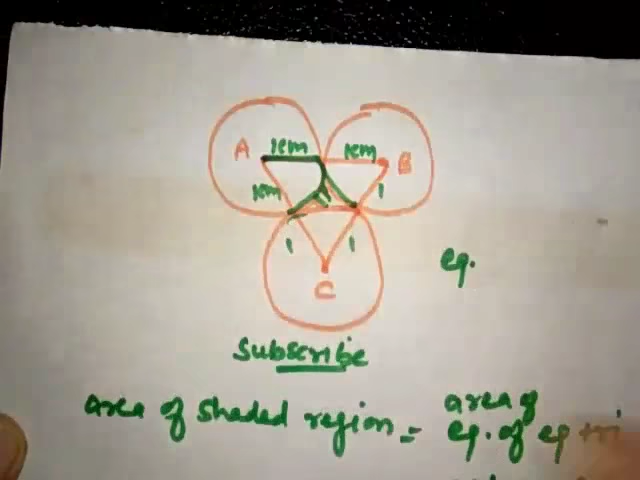 A 1cm 1cm B
1cm 1
1 1
C
eq.
Subscribe
area of shaded region = area of
eq. of eq tri